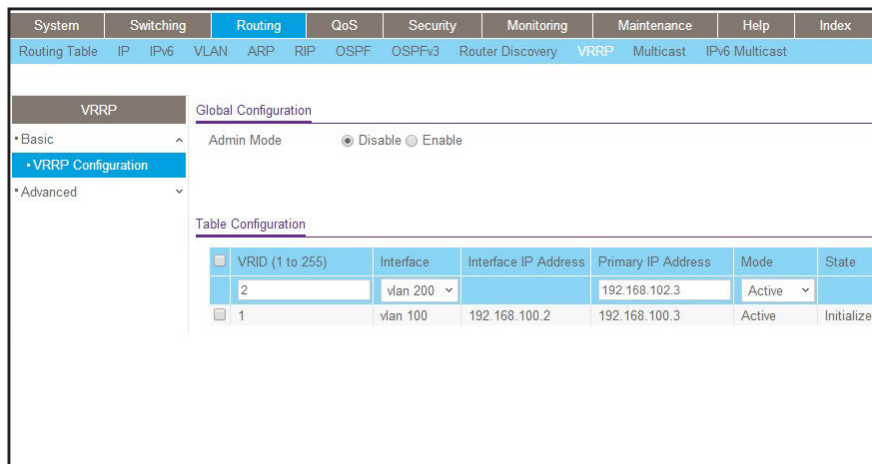 System Switching Routing QoS Security Monitoring Maintenance Help Index
Routing Table IP IPv6 VLAN ARP RIP OSPF OSPFv3 Router Discovery VRRP Multicast IPv6 Multicast
VRRP
Basic
VRRP Configuration
Advanced
Global Configuration
Admin Mode Disable Enable
Table Configuration
VRID (1 to 255) Interface Interface IP Address Primary IP Address Mode State
2 vlan 200 192.168.102.3 Active
1 vlan 100 192.168.100.2 192.168.100.3 Active Initialize